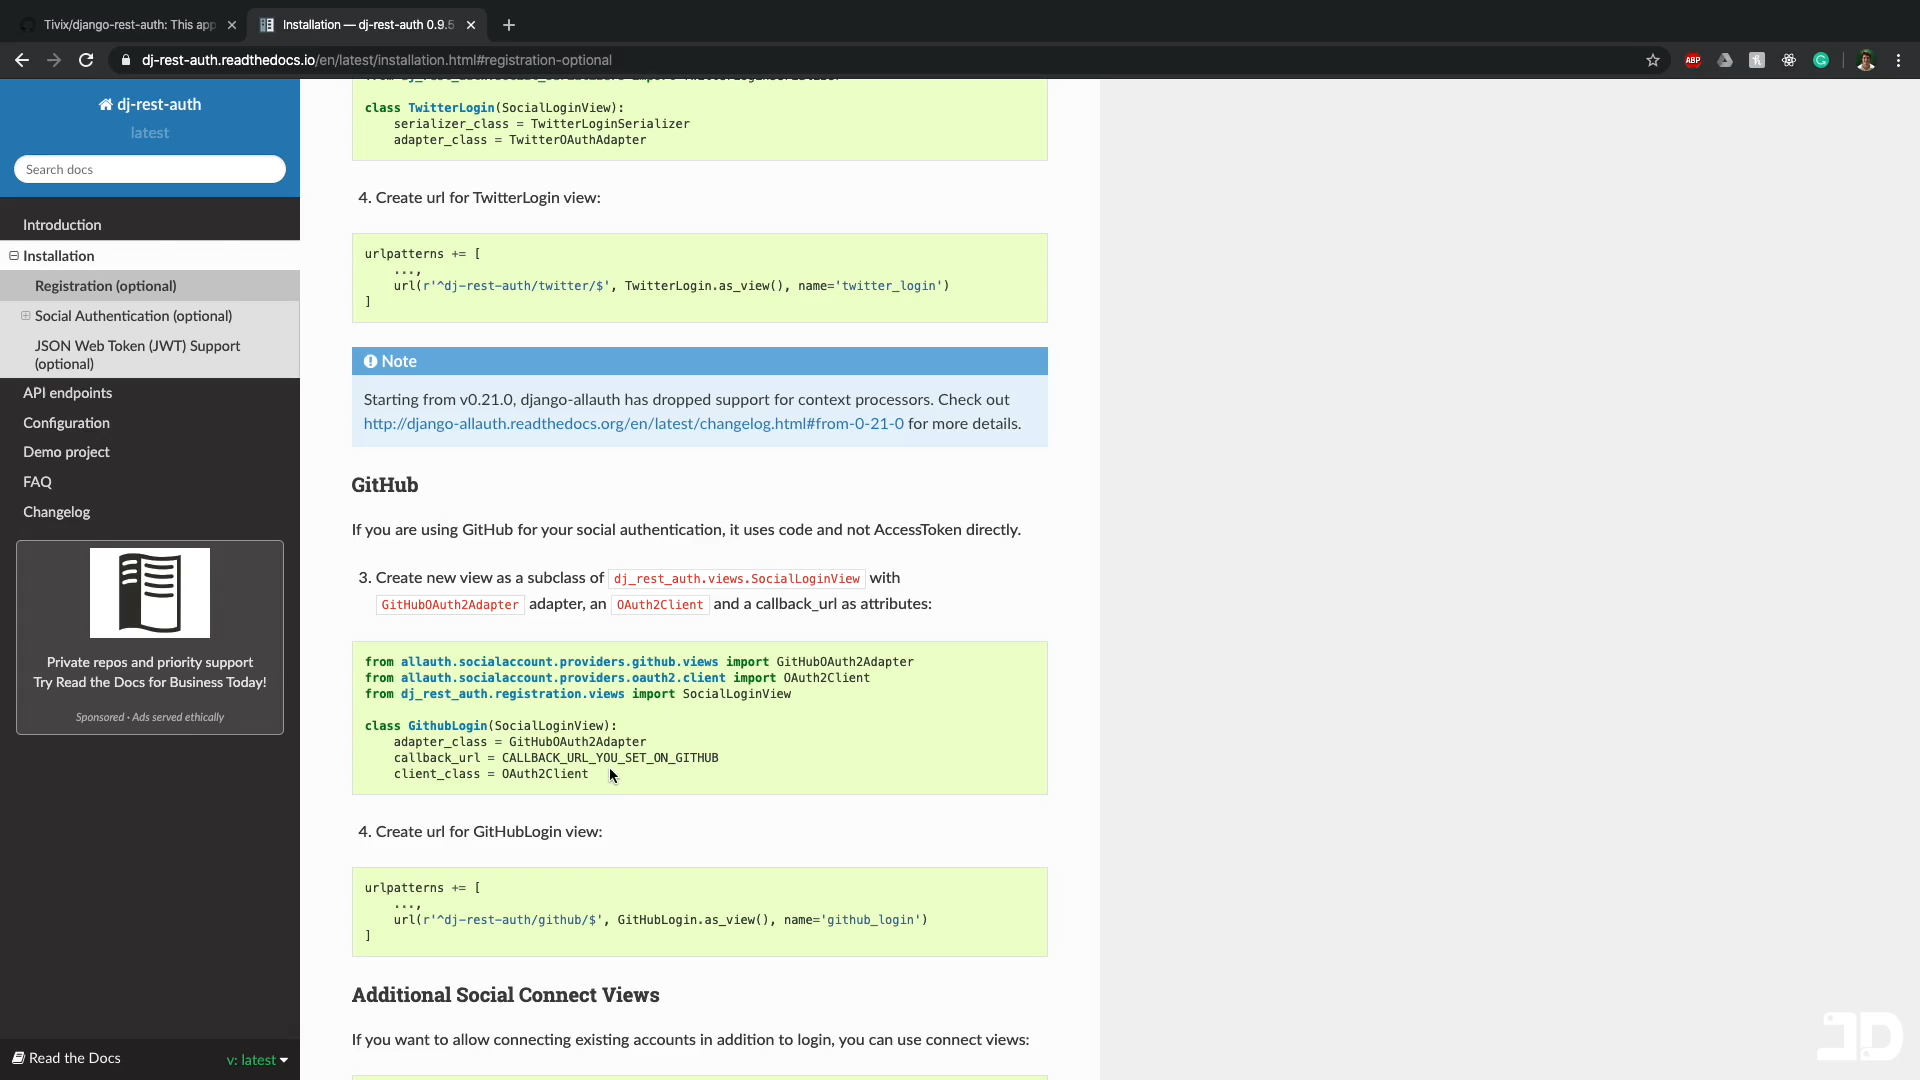 Tivix/django-rest-auth: This app
Installation — dj-rest-auth 0.9.5
dj-rest-auth.readthedocs.io/en/latest/installation.html#registration-optional
ABP
dj-rest-auth
latest
Search docs
Introduction
Installation
Registration (optional)
Social Authentication (optional)
JSON Web Token (JWT) Support
(optional)
API endpoints
Configuration
Demo project
FAQ
Changelog
Private repos and priority support
Try Read the Docs for Business Today!
Sponsored · Ads served ethically
Read the Docs
v: latest
class TwitterLogin(SocialLoginView):
    serializer_class = TwitterLoginSerializer
    adapter_class = TwitterOAuthAdapter
4. Create url for TwitterLogin view:
urlpatterns += [
    ...,
    url(r'^dj-rest-auth/twitter/$', TwitterLogin.as_view(), name='twitter_login')
]
Note
Starting from v0.21.0, django-allauth has dropped support for context processors. Check out
http://django-allauth.readthedocs.org/en/latest/changelog.html#from-0-21-0 for more details.
GitHub
If you are using GitHub for your social authentication, it uses code and not AccessToken directly.
3. Create new view as a subclass of dj_rest_auth.views.SocialLoginView with
GitHubOAuth2Adapter adapter, an OAuth2Client and a callback_url as attributes:
from allauth.socialaccount.providers.github.views import GitHubOAuth2Adapter
from allauth.socialaccount.providers.oauth2.client import OAuth2Client
from dj_rest_auth.registration.views import SocialLoginView
class GithubLogin(SocialLoginView):
    adapter_class = GitHubOAuth2Adapter
    callback_url = CALLBACK_URL_YOU_SET_ON_GITHUB
    client_class = OAuth2Client
4. Create url for GitHubLogin view:
urlpatterns += [
    ...,
    url(r'^dj-rest-auth/github/$', GitHubLogin.as_view(), name='github_login')
]
Additional Social Connect Views
If you want to allow connecting existing accounts in addition to login, you can use connect views:
JD